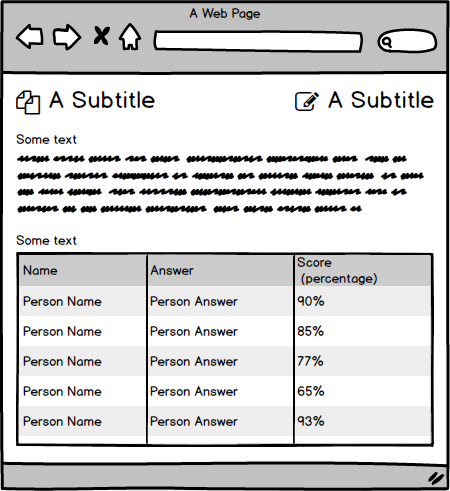 A Web Page
A Subtitle
A Subtitle
Some text
Some text
Name Answer Score
(percentage)
Person Name Person Answer 90%
Person Name Person Answer 85%
Person Name Person Answer 77%
Person Name Person Answer 65%
Person Name Person Answer 93%